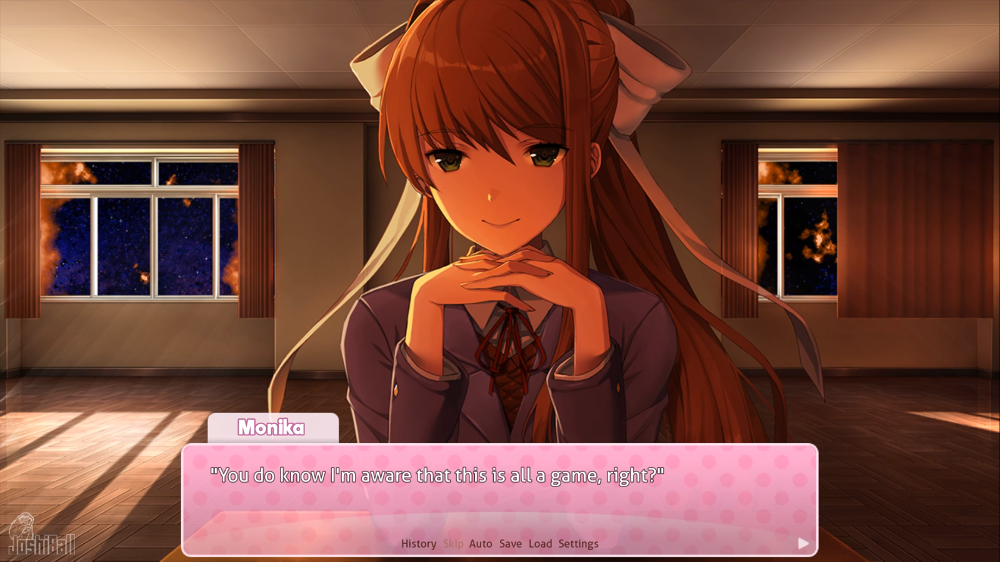 Monika
"You do know I'm aware that this is all a game, right?"
History Skip Auto Save Load Settings
JoshiBall